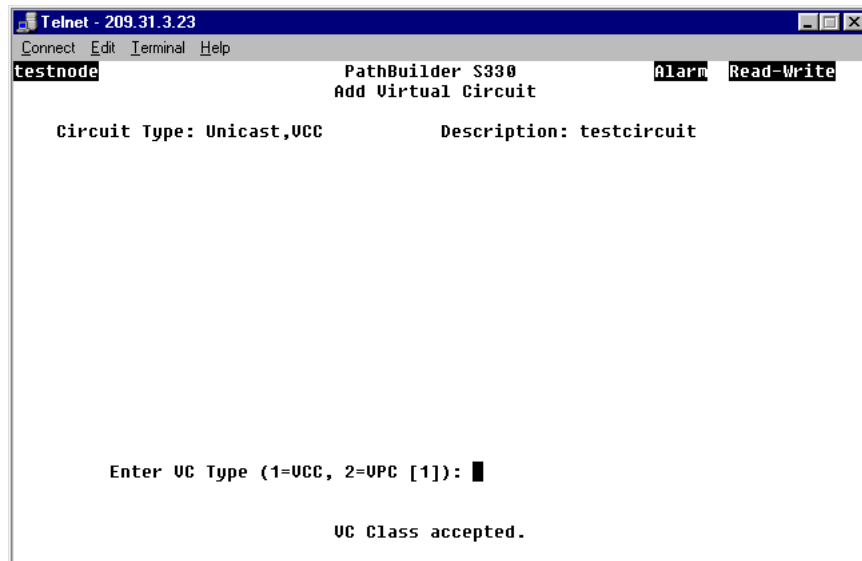 Telnet - 209.31.3.23
Connect Edit Terminal Help
testnode PathBuilder S330 Alarm Read-Write
Add Virtual Circuit
Circuit Type: Unicast,VCC Description: testcircuit
Enter VC Type (1=VCC, 2=VPC [1]):
VC Class accepted.